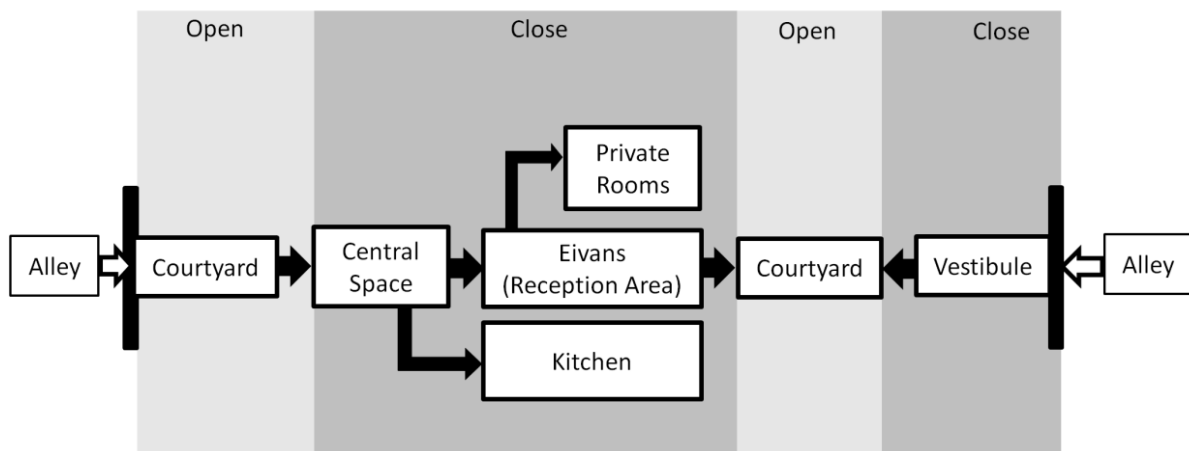 Open
Close
Open
Close
Private
Rooms
Alley
Courtyard
Central
Space
Eivans
(Reception Area)
Courtyard
Vestibule
Alley
Kitchen